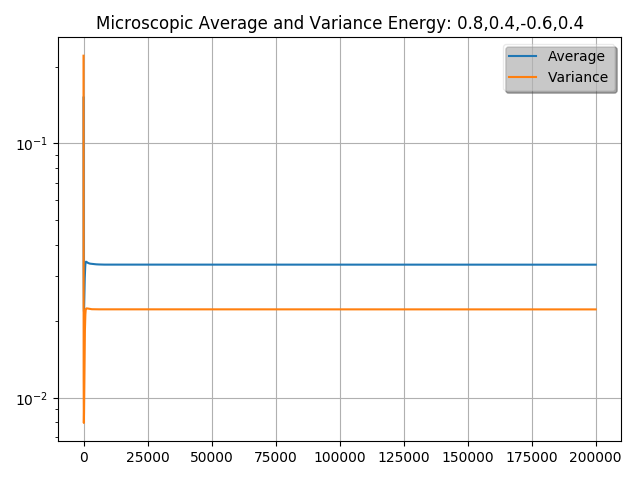 Microscopic Average and Variance Energy: 0.8,0.4,-0.6,0.4
Average
Variance
10⁻¹
10⁻²
0 25000 50000 75000 100000 125000 150000 175000 200000